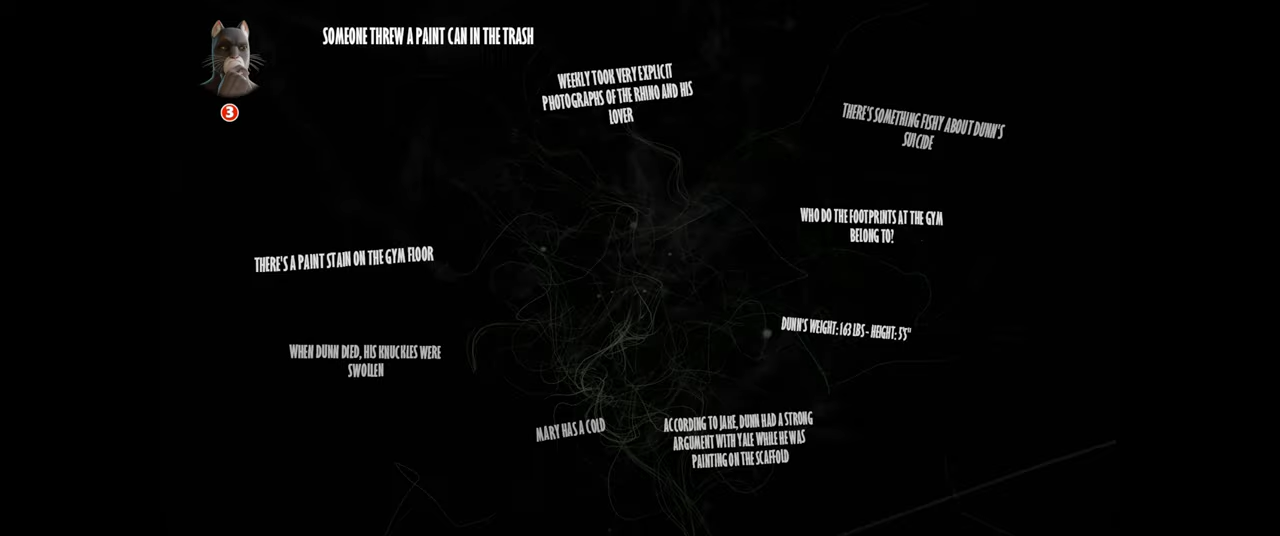 SOMEONE THREW A PAINT CAN IN THE TRASH
WEEKLY TOOK VERY EXPLICIT
PHOTOGRAPHS OF THE RHINO AND HIS
LOVER
THERE'S SOMETHING FISHY ABOUT DUNN'S
SUICIDE
3
WHO DO THE FOOTPRINTS AT THE GYM
BELONG TO?
THERE'S A PAINT STAIN ON THE GYM FLOOR
DUNN'S WEIGHT: 163 LBS - HEIGHT: 5'5"
WHEN DUNN DIED, HIS KNUCKLES WERE
SWOLLEN
MARY HAS A COLD
ACCORDING TO JAKE, DUNN HAD A STRONG
ARGUMENT WITH YALE WHILE HE WAS
PAINTING ON THE SCAFFOLD